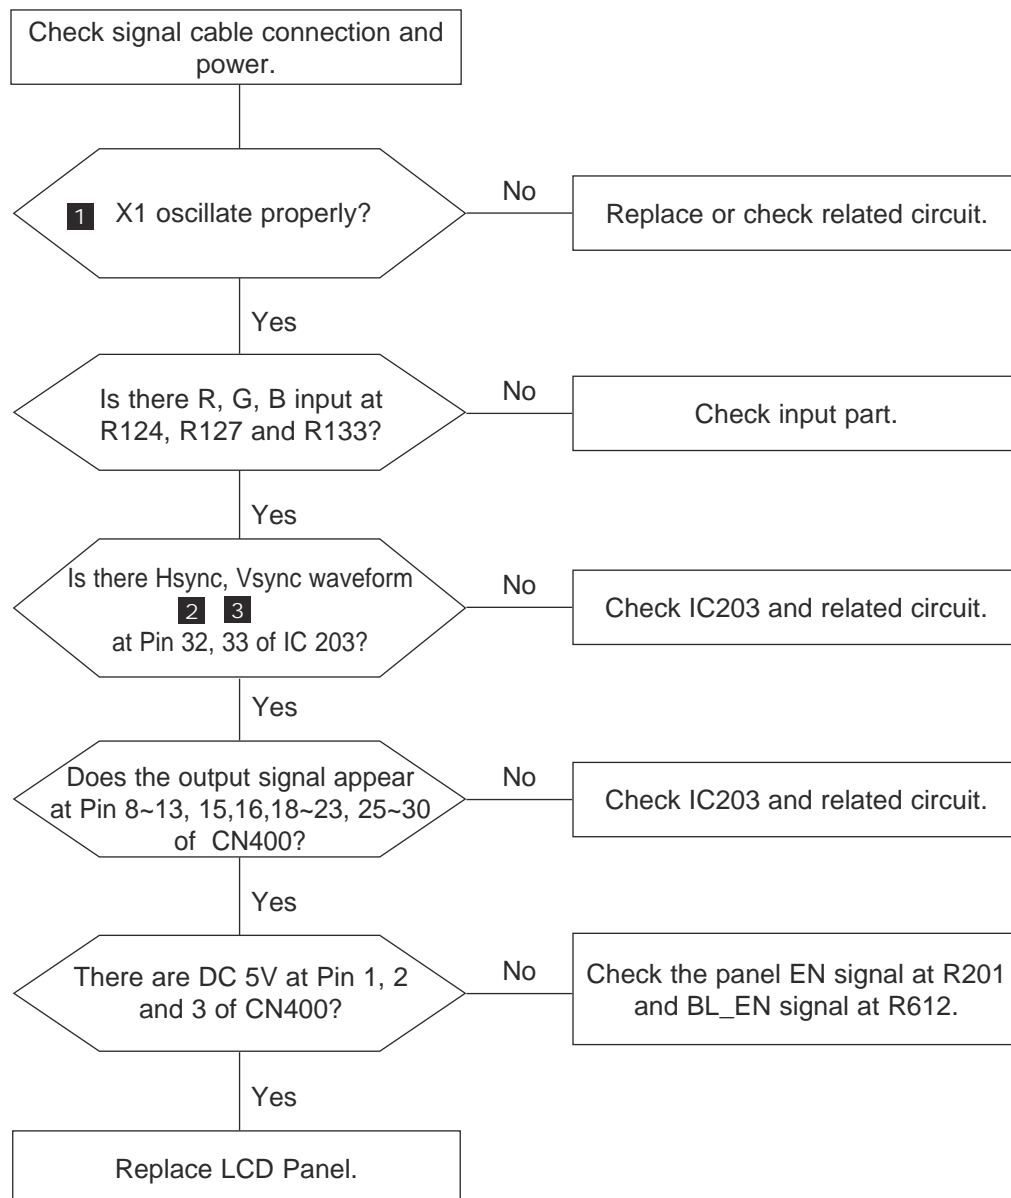 Check signal cable connection and
power.
1 X1 oscillate properly?
No
Replace or check related circuit.
Yes
Is there R, G, B input at
R124, R127 and R133?
No
Check input part.
Yes
Is there Hsync, Vsync waveform
2 3
at Pin 32, 33 of IC 203?
No
Check IC203 and related circuit.
Yes
Does the output signal appear
at Pin 8~13, 15,16,18~23, 25~30
of CN400?
No
Check IC203 and related circuit.
Yes
There are DC 5V at Pin 1, 2
and 3 of CN400?
No
Check the panel EN signal at R201
and BL_EN signal at R612.
Yes
Replace LCD Panel.